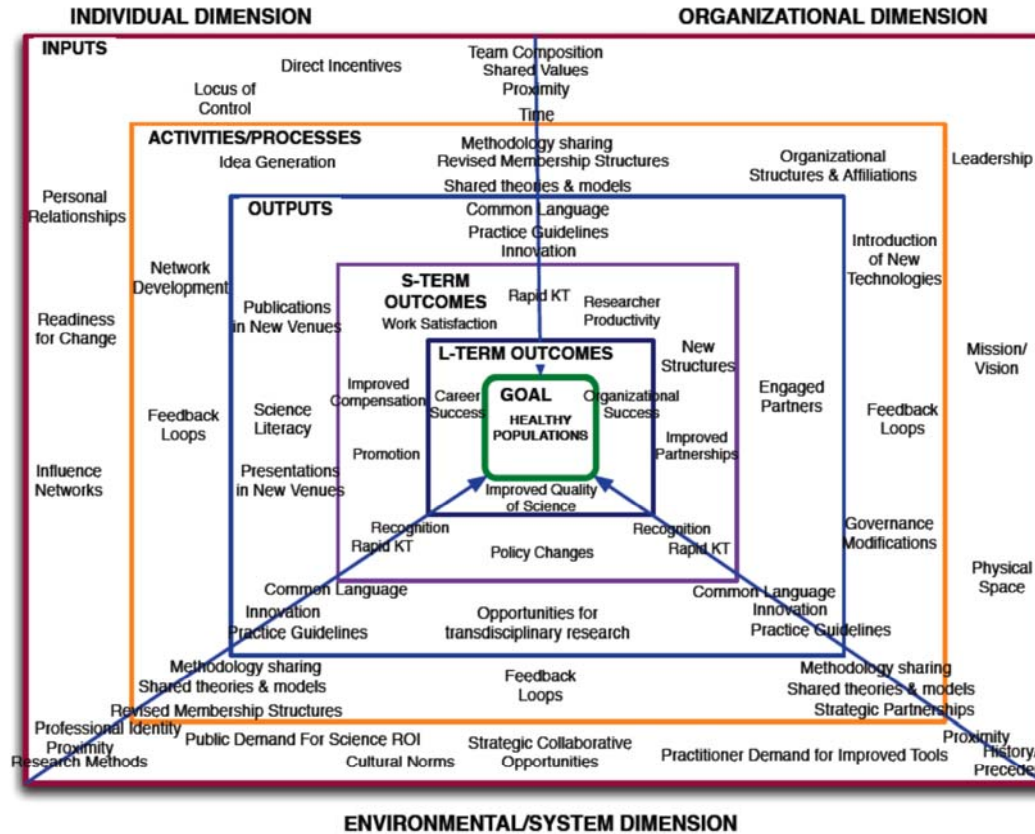 INDIVIDUAL DIMENSION
ORGANIZATIONAL DIMENSION
INPUTS
Direct Incentives
Team Composition
Shared Values
Proximity
Time
Locus of
Control
ACTIVITIES/PROCESSES
Idea Generation
Methodology sharing
Revised Membership Structures
Shared theories & models
Organizational
Structures & Affiliations
Leadership
Personal
Relationships
OUTPUTS
Common Language
Practice Guidelines
Innovation
Introduction
of New
Technologies
Network
Development
S-TERM
OUTCOMES
Work Satisfaction
Rapid KT
Researcher
Productivity
Publications
in New Venues
Readiness
for Change
L-TERM OUTCOMES
New
Structures
Mission/
Vision
Improved
Compensation
Career
Success
GOAL
HEALTHY
POPULATIONS
Organizational
Success
Engaged
Partners
Feedback
Loops
Science
Literacy
Feedback
Loops
Promotion
Improved
Partnerships
Influence
Networks
Presentations
in New Venues
Improved Quality
of Science
Recognition
Rapid KT
Policy Changes
Recognition
Rapid KT
Governance
Modifications
Physical
Space
Common Language
Innovation
Practice Guidelines
Opportunities for
transdisciplinary research
Common Language
Innovation
Practice Guidelines
Methodology sharing
Shared theories & models
Revised Membership Structures
Feedback
Loops
Methodology sharing
Shared theories & models
Strategic Partnerships
Professional Identity
Proximity
Research Methods
Public Demand For Science ROI
Cultural Norms
Strategic Collaborative
Opportunities
Practitioner Demand for Improved Tools
Proximity
History/
Precede
ENVIRONMENTAL/SYSTEM DIMENSION